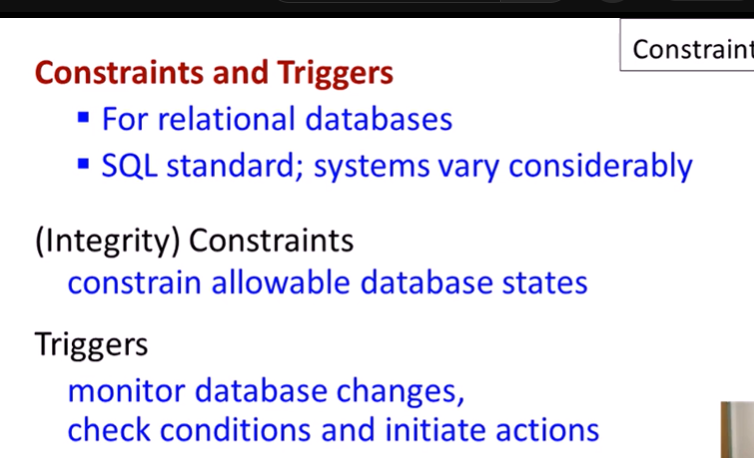 Constraint
Constraints and Triggers
▪ For relational databases
▪ SQL standard; systems vary considerably
(Integrity) Constraints
constrain allowable database states
Triggers
monitor database changes,
check conditions and initiate actions